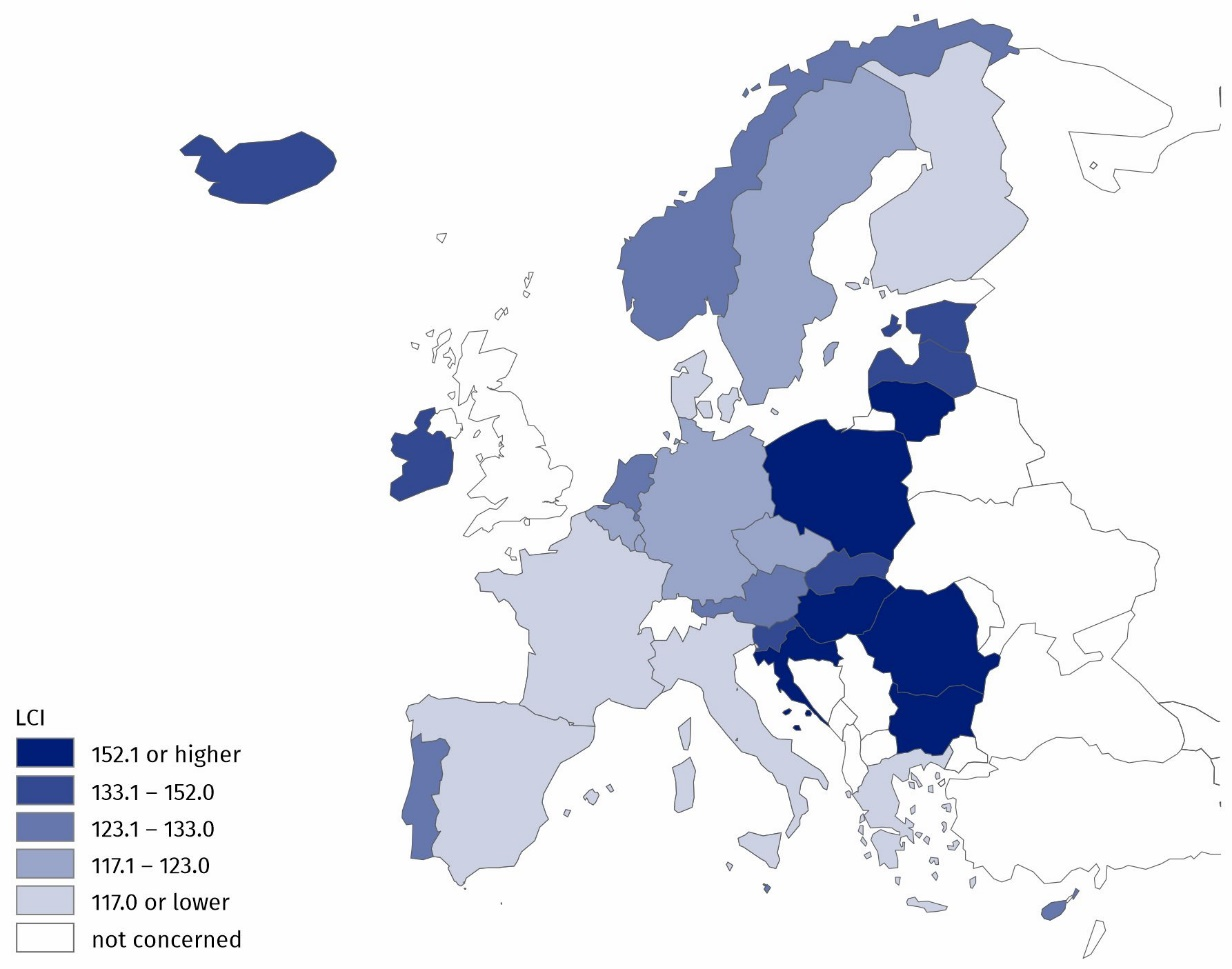 LCI
152.1 or higher
133.1 – 152.0
123.1 – 133.0
117.1 – 123.0
117.0 or lower
not concerned